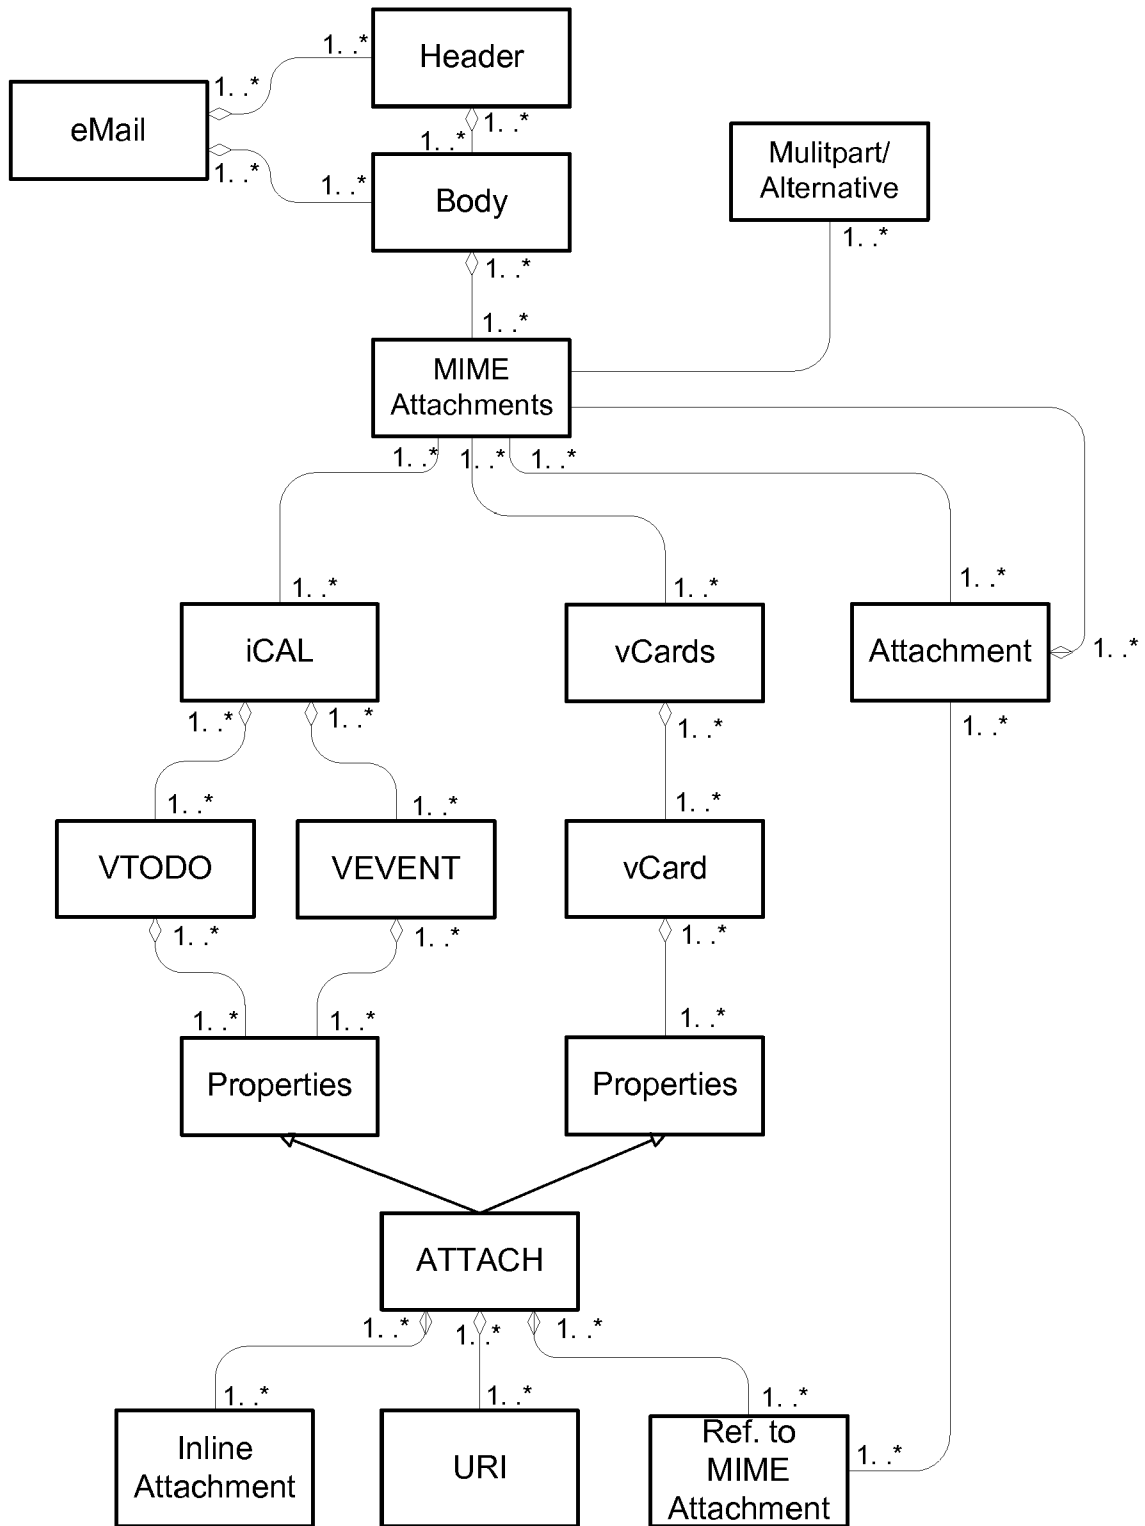 Header
1. .*
1. .*
eMail
1. .*
1. .*
1. .*
1. .*
Body
Mulitpart/
Alternative
1. .*
1. .*
1. .*
MIME
Attachments
1. .*
1. .*
1. .*
1. .*
1. .*
1. .*
1. .*
iCAL
vCards
Attachment
1. .*
1. .*
1. .*
1. .*
1. .*
1. .*
1. .*
1. .*
VTODO
VEVENT
vCard
1. .*
1. .*
1. .*
1. .*
1. .*
1. .*
Properties
Properties
ATTACH
1. .*
1. .*
1. .*
1. .*
1. .*
1. .*
Inline
Attachment
URI
Ref. to
MIME
Attachment
1. .*